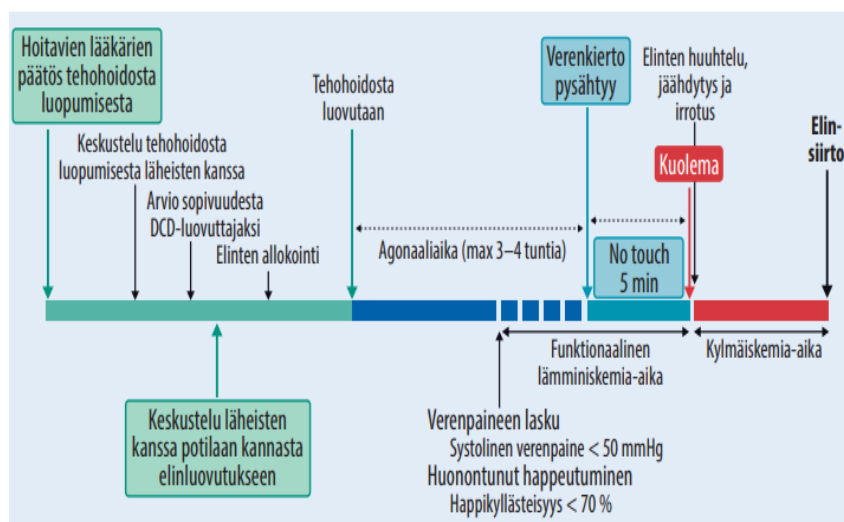 Hoitavien lääkärien
päätös tehohoidosta
luopumisesta
Keskustelu tehohoidosta
luopumisesta läheisten kanssa
Arvio sopivuudesta
DCD-luovuttajaksi
Elinten allokointi
Tehohoidosta
luovutaan
Agonaaliaika (max 3–4 tuntia)
Verenkierto
pysähtyy
Elinten huuhtelu,
jäähdytys ja
irrotus
Kuolema
No touch
5 min
Elin-
siirto
Funktionaalinen
lämminiskemia-aika
Kylmäiskemia-aika
Keskustelu läheisten
kanssa potilaan kannasta
elinluovutukseen
Verenpaineen lasku
Systolinen verenpaine < 50 mmHg
Huonontunut happeutuminen
Happikyllästeisyys < 70 %